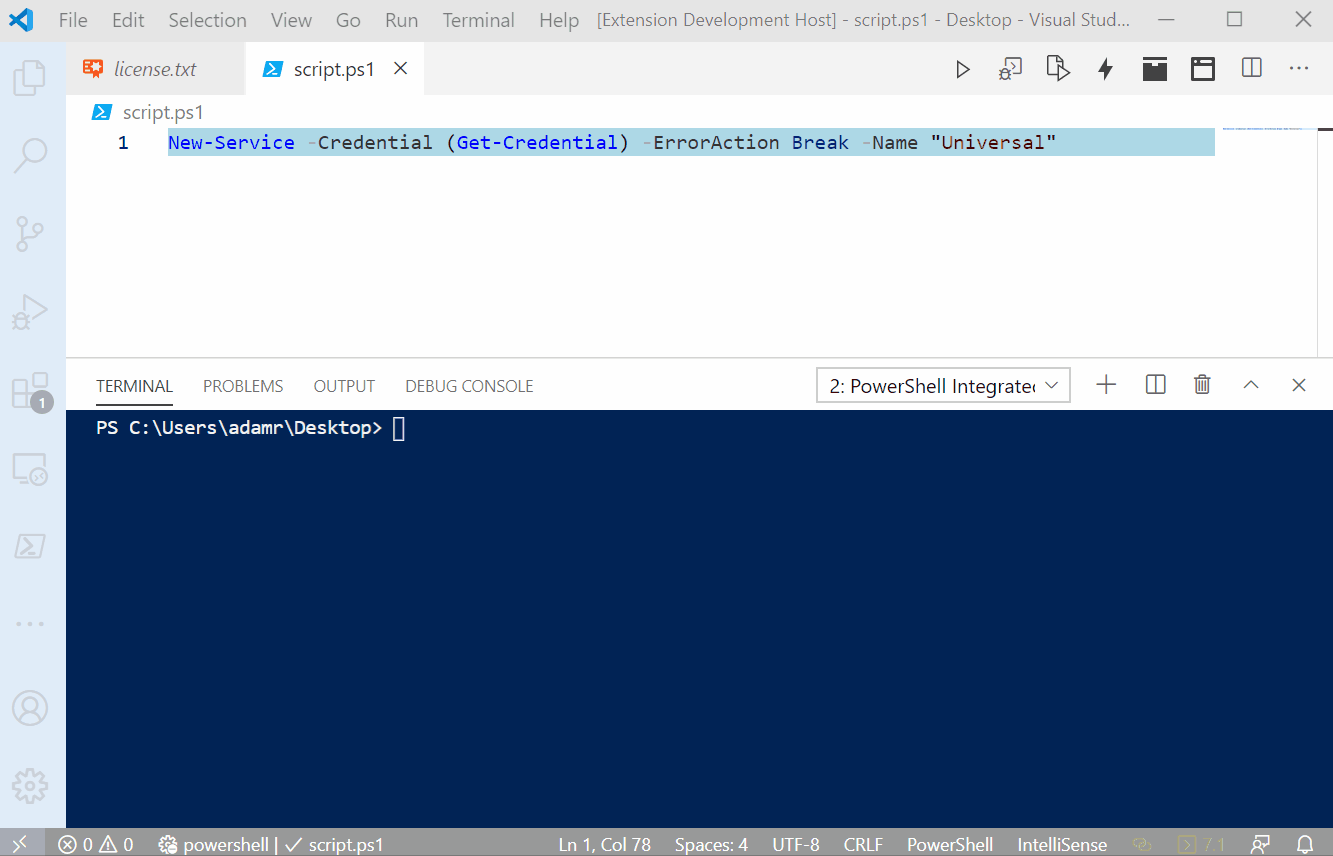 File Edit Selection View Go Run Terminal Help [Extension Development Host] - script.ps1 - Desktop - Visual Stud...
license.txt script.ps1
script.ps1
1 New-Service -Credential (Get-Credential) -ErrorAction Break -Name "Universal"
TERMINAL PROBLEMS OUTPUT DEBUG CONSOLE 2: PowerShell Integrated
PS C:\Users\adamr\Desktop>
1
0 0 powershell | script.ps1 Ln 1, Col 78 Spaces: 4 UTF-8 CRLF PowerShell IntelliSense 7.1